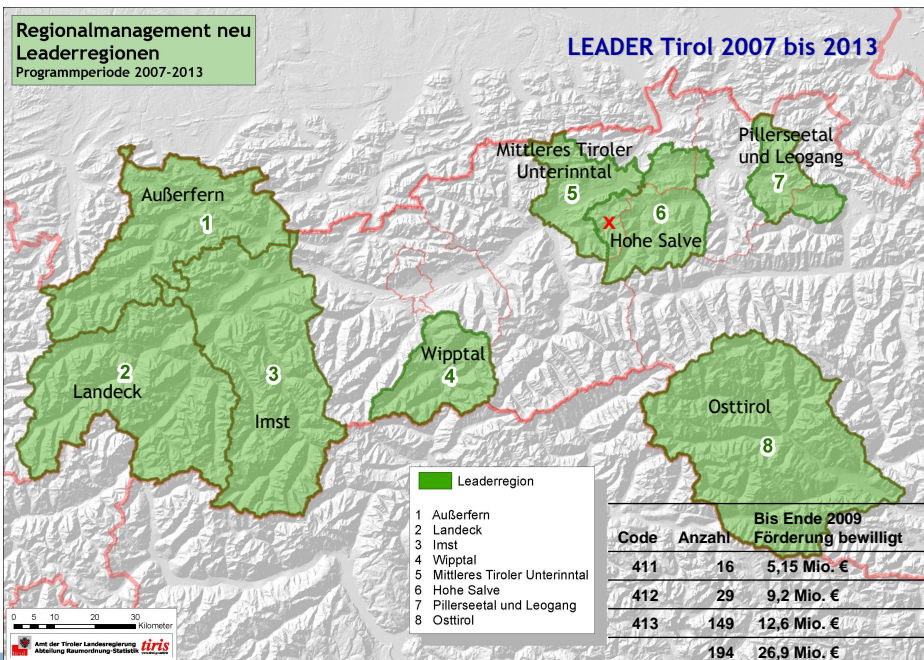 Regionalmanagement neu
Leaderregionen
Programmperiode 2007-2013
LEADER Tirol 2007 bis 2013
Außerfern
1
2
Landeck
3
Imst
Wipptal
4
Mittleres Tiroler
Unterinntal
5
x
6
Hohe Salve
Pillerseetal
und Leogang
7
Osttirol
8
Leaderregion
1 Außerfern
2 Landeck
3 Imst
4 Wipptal
5 Mittleres Tiroler Unterinntal
6 Hohe Salve
7 Pillerseetal und Leogang
8 Osttirol
Bis Ende 2009
Code Anzahl Förderung bewilligt
411 16 5,15 Mio. €
412 29 9,2 Mio. €
413 149 12,6 Mio. €
194 26,9 Mio. €
0 5 10 20 30
Kilometer
Amt der Tiroler Landesregierung
Abteilung Raumordnung-Statistik
tiris